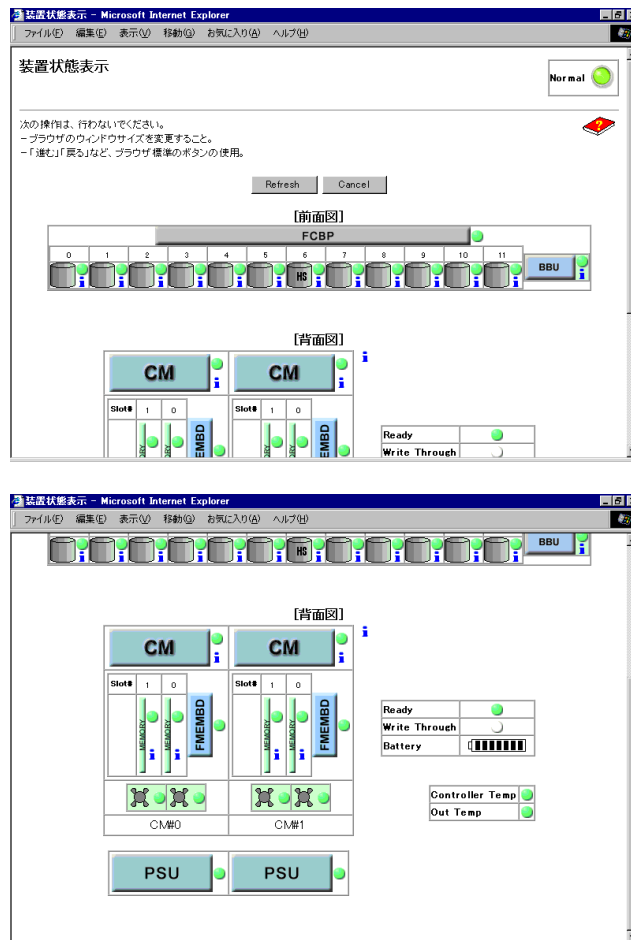 装置状態表示 - Microsoft Internet Explorer
ファイル(F) 編集(E) 表示(V) 移動(G) お気に入り(A) ヘルプ(H)
装置状態表示
Normal
次の操作は、行わないでください。
-ブラウザのウィンドウサイズを変更すること。
-「進む」「戻る」など、ブラウザ標準のボタンの使用。
Refresh Cancel
[前面図]
FCBP
0 1 2 3 4 5 6 7 8 9 10 11
HS BBU
[背面図]
CM CM
Slot# 1 0 Slot# 1 0
FMEMBD FMEMBD
Ready
Write Through
装置状態表示 - Microsoft Internet Explorer
ファイル(F) 編集(E) 表示(V) 移動(G) お気に入り(A) ヘルプ(H)
HS BBU
[背面図]
CM CM
Slot# 1 0 Slot# 1 0
MEMORY MEMORY FMEMBD MEMORY MEMORY FMEMBD
Ready
Write Through
Battery
Controller Temp
Out Temp
CM#0 CM#1
PSU PSU